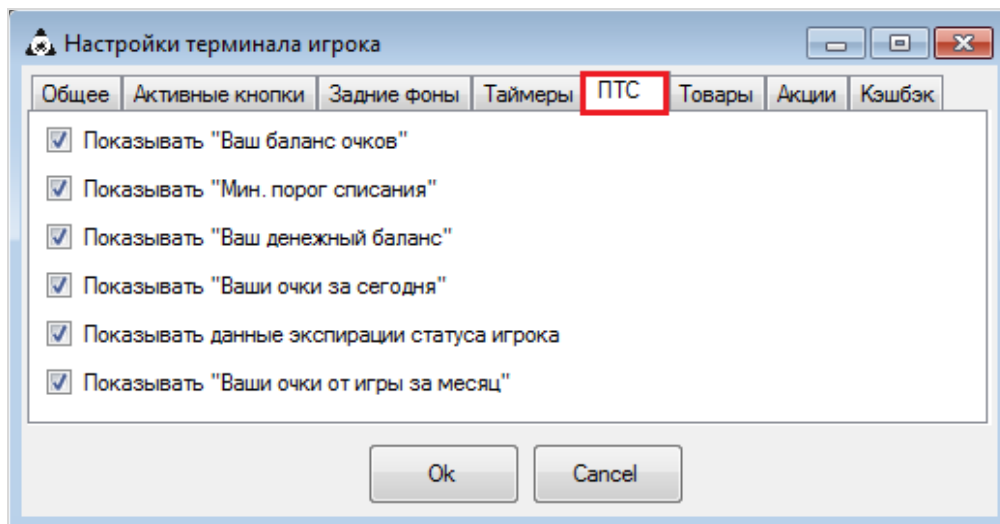 Настройки терминала игрока
Общее Активные кнопки Задние фоны Таймеры ПТС Товары Акции Кэшбэк
Показывать "Ваш баланс очков"
Показывать "Мин. порог списания"
Показывать "Ваш денежный баланс"
Показывать "Ваши очки за сегодня"
Показывать данные экспирации статуса игрока
Показывать "Ваши очки от игры за месяц"
Ok Cancel